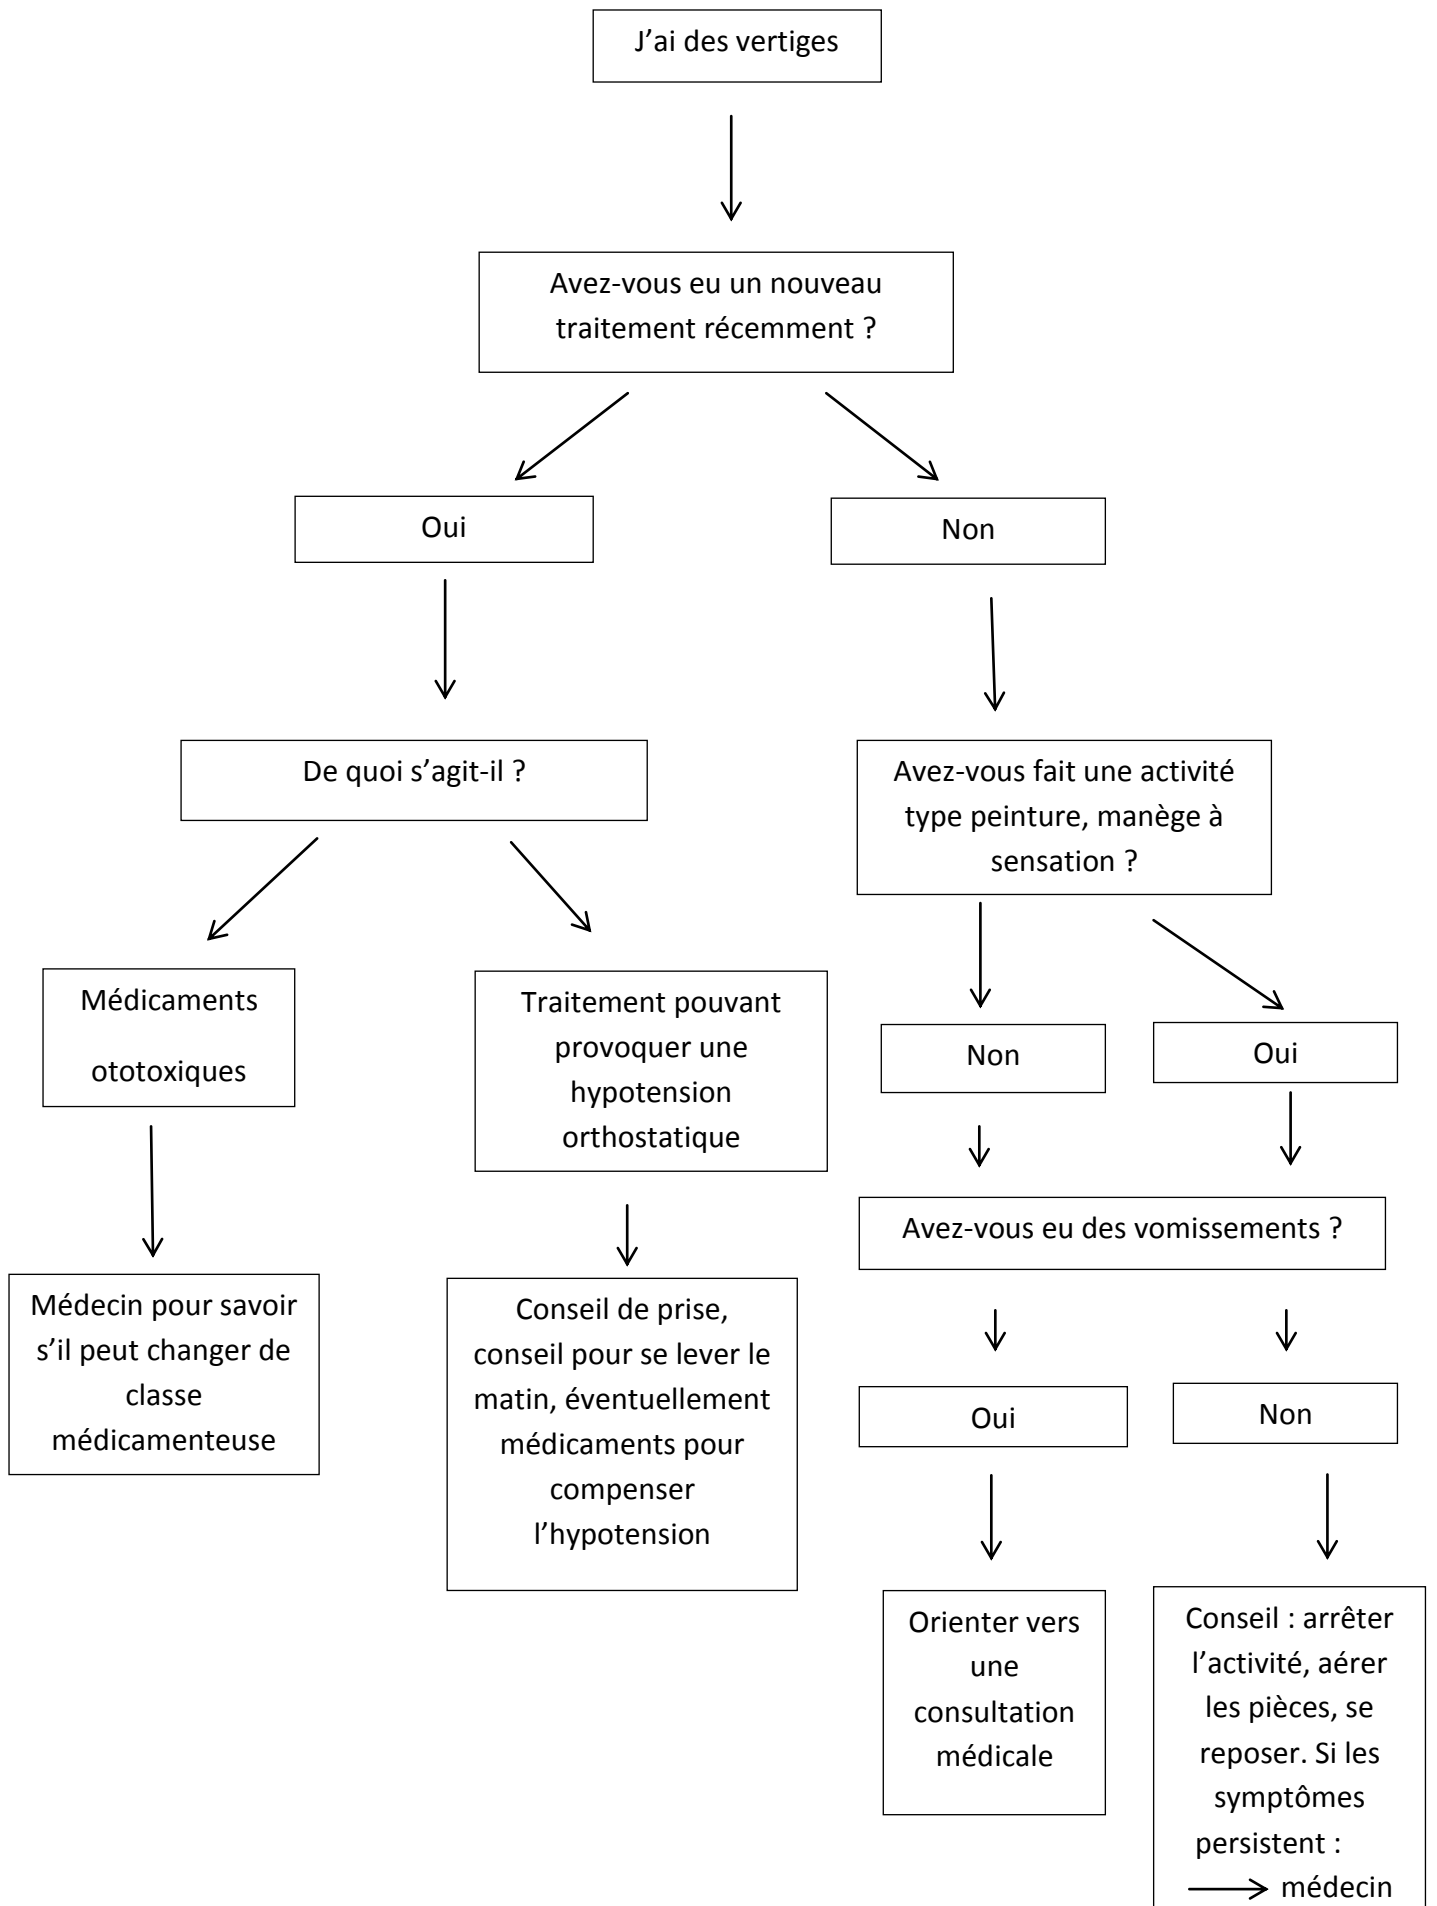 J’ai des vertiges
Avez-vous eu un nouveau
traitement récemment ?
Oui
Non
De quoi s’agit-il ?
Avez-vous fait une activité
type peinture, manège à
sensation ?
Médicaments
ototoxiques
Traitement pouvant
provoquer une
hypotension
orthostatique
Non
Oui
Avez-vous eu des vomissements ?
Médecin pour savoir
s’il peut changer de
classe
médicamenteuse
Conseil de prise,
conseil pour se lever le
matin, éventuellement
médicaments pour
compenser
l’hypotension
Oui
Non
Orienter vers
une
consultation
médicale
Conseil : arrêter
l’activité, aérer
les pièces, se
reposer. Si les
symptômes
persistent :
médecin